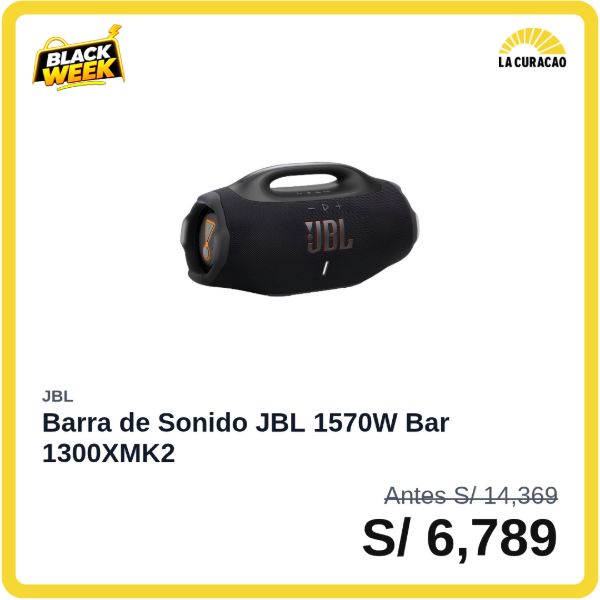 BLACK
WEEK
LA CURACAO
– ▷ +
JBL
JBL
Barra de Sonido JBL 1570W Bar
1300XMK2
Antes S/ 14,369
S/ 6,789